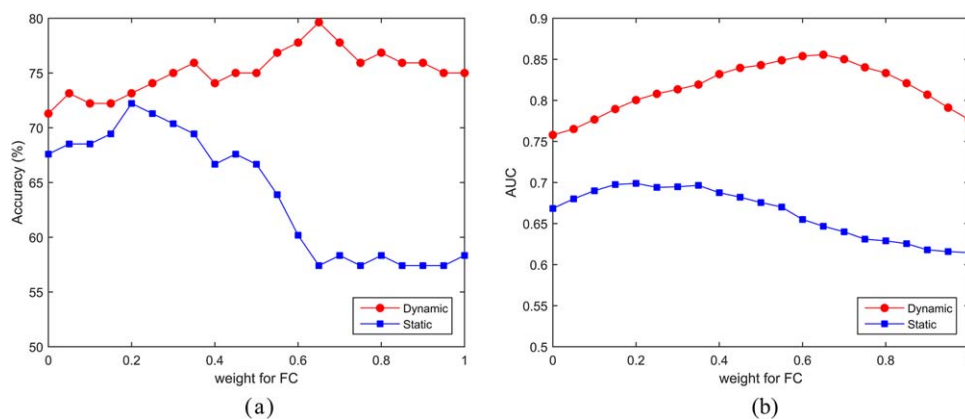 80
75
70
65
60
55
50
Accuracy (%)
0 0.2 0.4 0.6 0.8 1
weight for FC
Dynamic
Static
(a)
0.9
0.85
0.8
0.75
0.7
0.65
0.6
0.55
0.5
AUC
0 0.2 0.4 0.6 0.8
weight for FC
Dynamic
Static
(b)